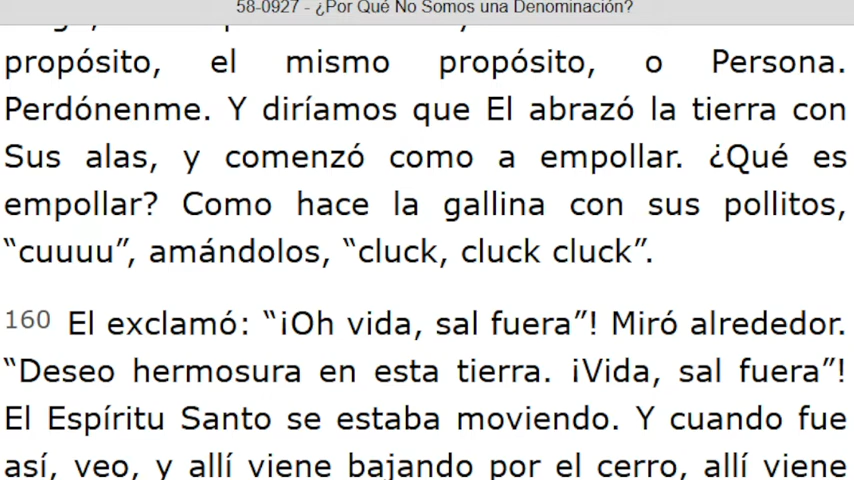 58-0927 - ¿Por Qué No Somos una Denominación?
propósito, el mismo propósito, o Persona.
Perdónenme. Y diríamos que El abrazó la tierra con
Sus alas, y comenzó como a empollar. ¿Qué es
empollar? Como hace la gallina con sus pollitos,
“cuuuu”, amándolos, “cluck, cluck cluck”.
160 El exclamó: “¡Oh vida, sal fuera”! Miró alrededor.
“Deseo hermosura en esta tierra. ¡Vida, sal fuera”!
El Espíritu Santo se estaba moviendo. Y cuando fue
así, veo, y allí viene bajando por el cerro, allí viene